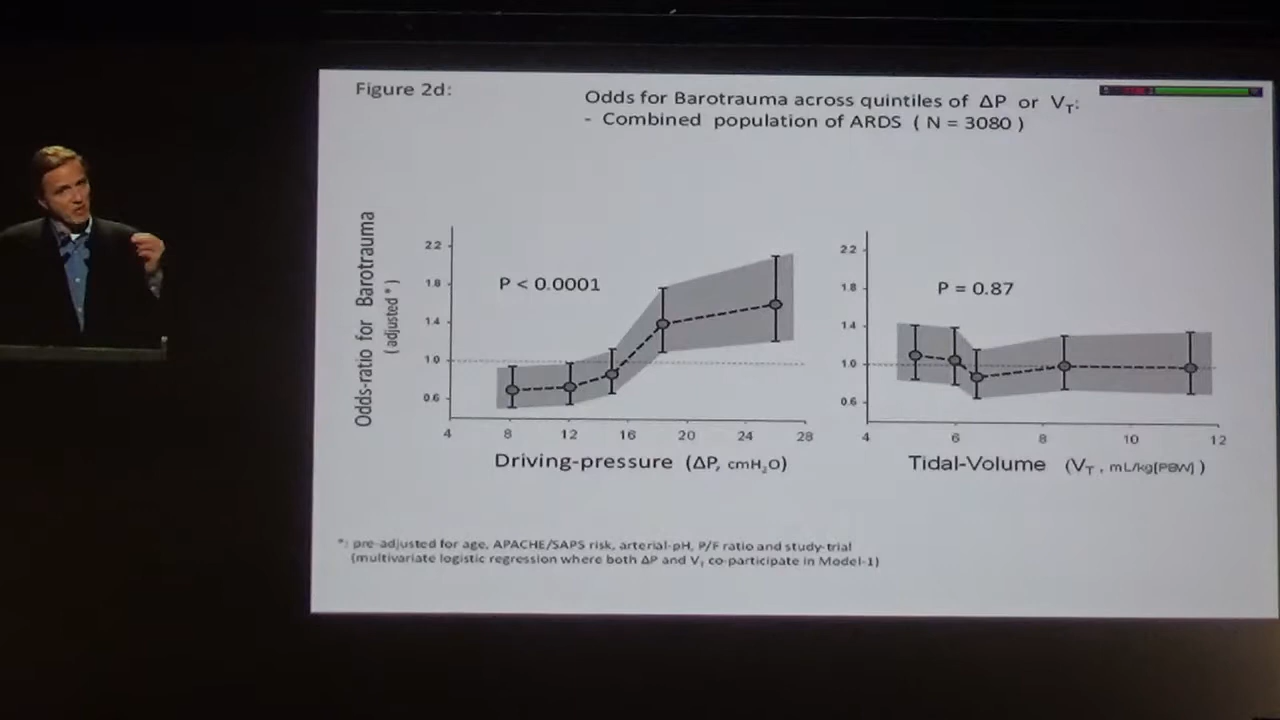 Figure 2d:
Odds for Barotrauma across quintiles of ΔP or V_T:
- Combined population of ARDS ( N = 3080 )
Odds-ratio for Barotrauma
( adjusted * )
2.2
1.8
1.4
1.0
0.6
P < 0.0001
4 8 12 16 20 24 28
Driving-pressure (ΔP, cmH₂O)
2.2
1.8
1.4
1.0
0.6
P = 0.87
4 6 8 10 12
Tidal-Volume (V_T , mL/kg[PBW] )
*: pre-adjusted for age, APACHE/SAPS risk, arterial-pH, P/F ratio and study-trial
(multivariate logistic regression where both ΔP and V_T co-participate in Model-1)